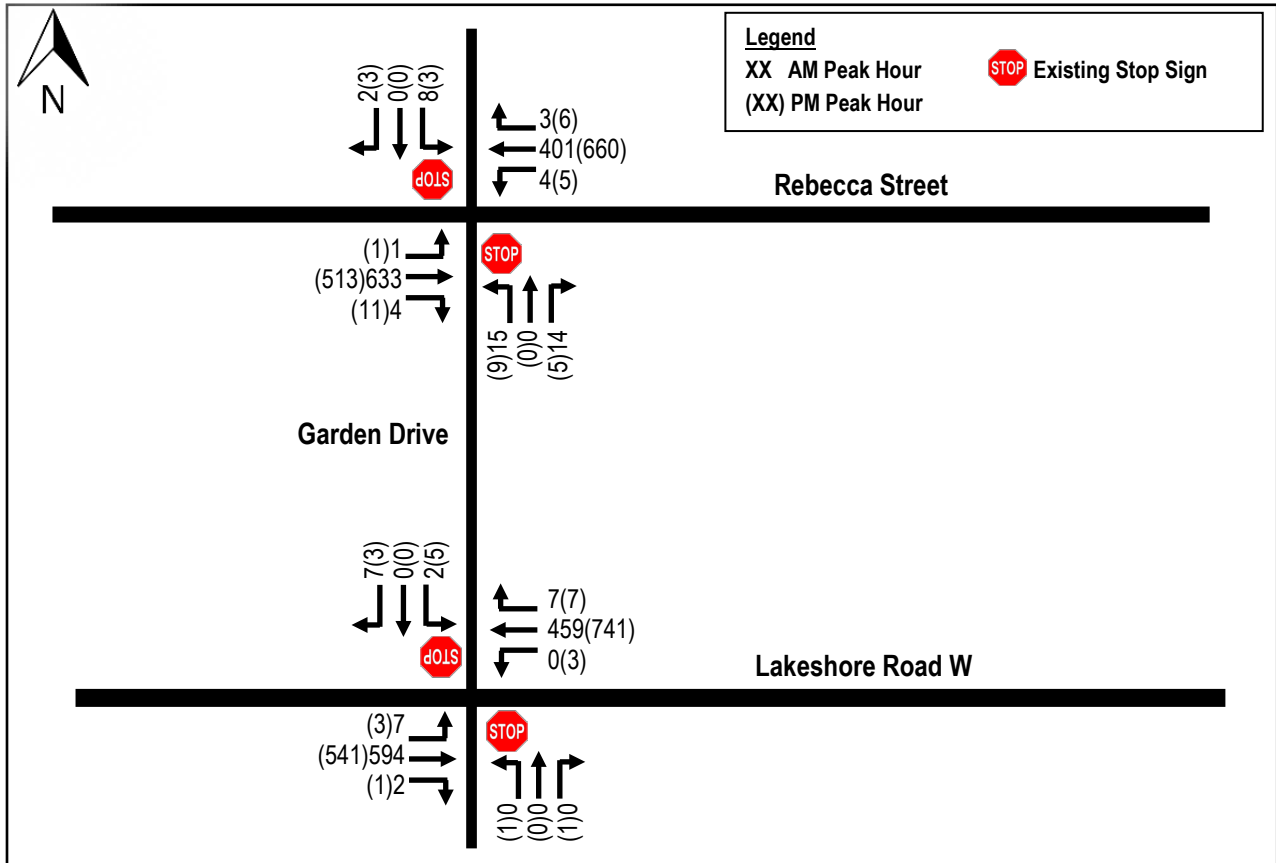 Legend
XX AM Peak Hour
(XX) PM Peak Hour
STOP Existing Stop Sign
N
2(3)
0(0)
8(3)
3(6)
401(660)
4(5)
STOP
Rebecca Street
(1)1
(513)633
(11)4
STOP
(9)15
(0)0
(5)14
Garden Drive
7(3)
0(0)
2(5)
7(7)
459(741)
0(3)
STOP
Lakeshore Road W
(3)7
(541)594
(1)2
STOP
(1)0
(0)0
(1)0